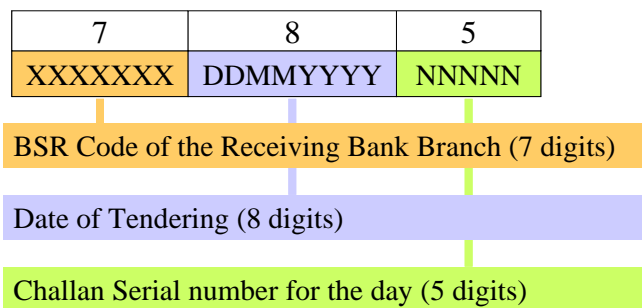 7 8 5
XXXXXXX DDMMYYYY NNNNN
BSR Code of the Receiving Bank Branch (7 digits)
Date of Tendering (8 digits)
Challan Serial number for the day (5 digits)